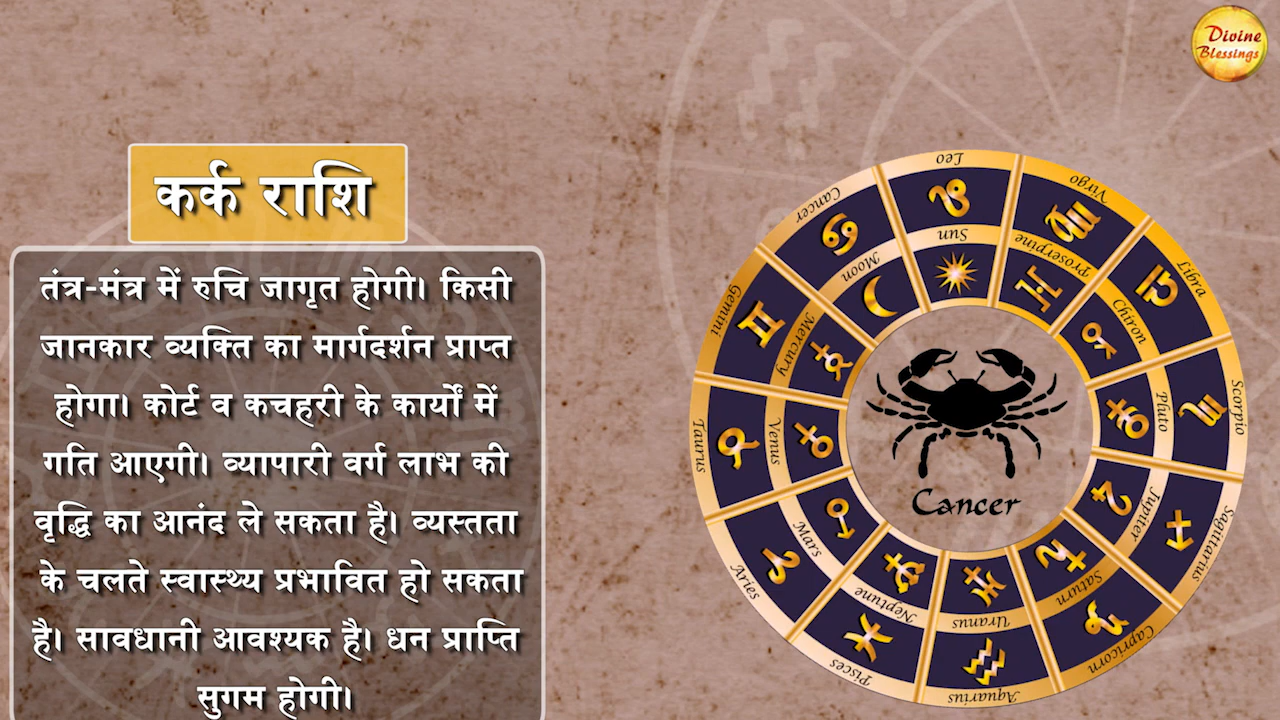 Divine
Blessings
कर्क राशि
तंत्र-मंत्र में रुचि जागृत होगी। किसी
जानकार व्यक्ति का मार्गदर्शन प्राप्त
होगा। कोर्ट व कचहरी के कार्यों में
गति आएगी। व्यापारी वर्ग लाभ की
वृद्धि का आनंद ले सकता है। व्यस्तता
के चलते स्वास्थ्य प्रभावित हो सकता
है। सावधानी आवश्यक है। धन प्राप्ति
सुगम होगी।
Leo
Virgo
Libra
Scorpio
Sagittarius
Capricorn
Aquarius
Pisces
Aries
Taurus
Gemini
Cancer
Sun
Proserpine
Chiron
Pluto
Jupiter
Saturn
Uranus
Neptune
Mars
Venus
Mercury
Moon
Cancer